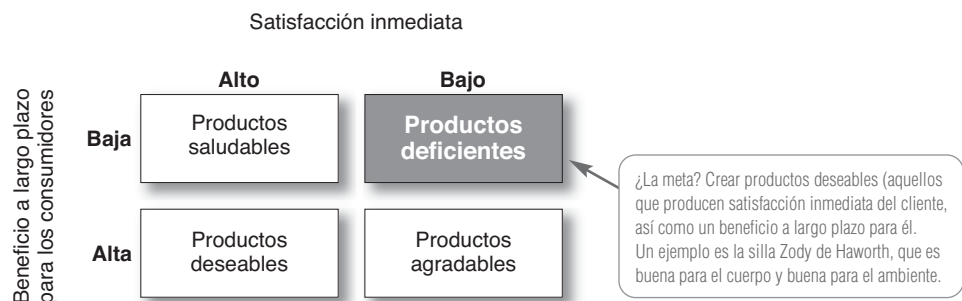 Satisfacción inmediata
Alto
Bajo
Beneficio a largo plazo
para los consumidores
Baja
Productos
saludables
Productos
deficientes
Alta
Productos
deseables
Productos
agradables
¿La meta? Crear productos deseables (aquellos
que producen satisfacción inmediata del cliente,
así como un beneficio a largo plazo para él.
Un ejemplo es la silla Zody de Haworth, que es
buena para el cuerpo y buena para el ambiente.